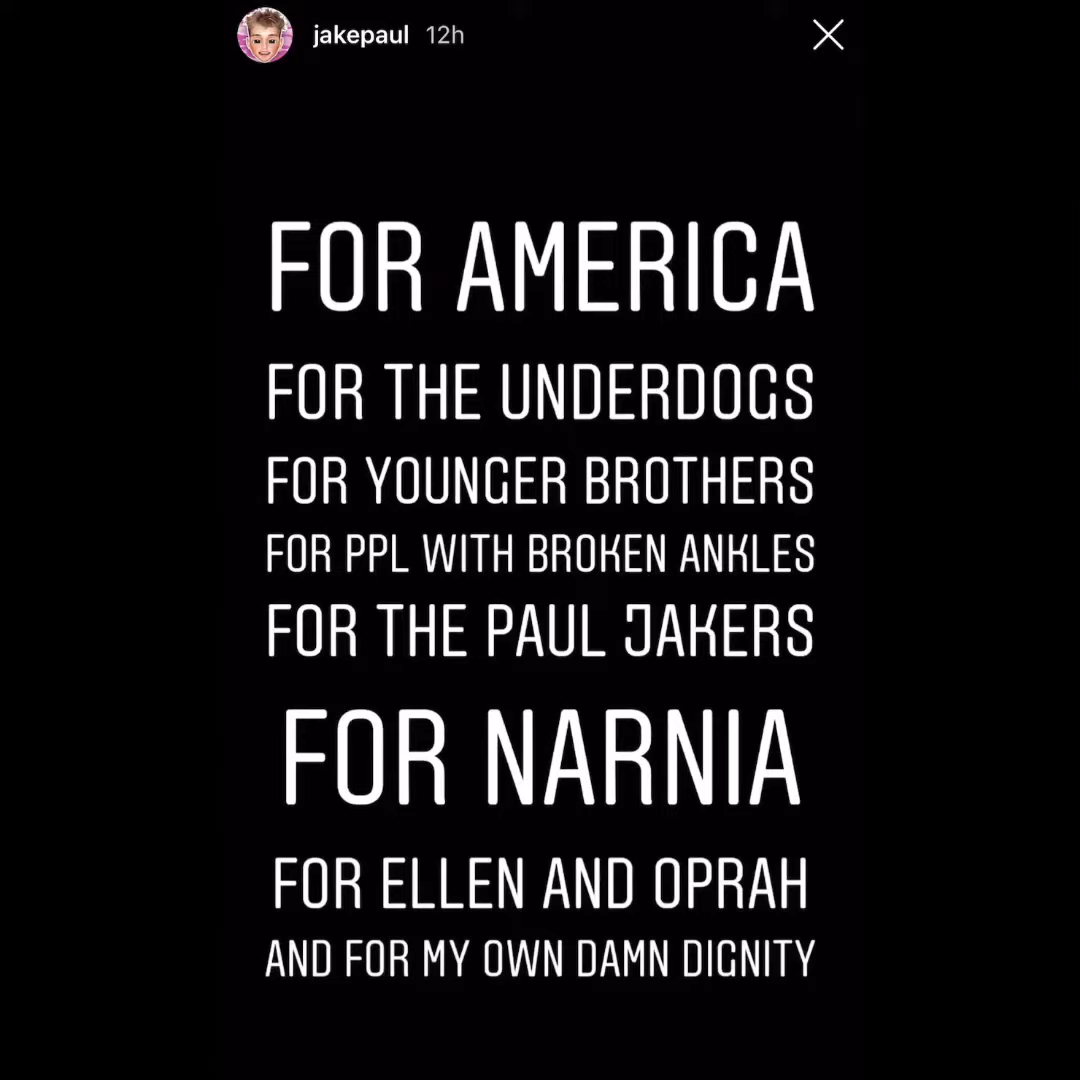 jakepaul 12h
FOR AMERICA
FOR THE UNDERDOGS
FOR YOUNGER BROTHERS
FOR PPL WITH BROKEN ANKLES
FOR THE PAUL JAKERS
FOR NARNIA
FOR ELLEN AND OPRAH
AND FOR MY OWN DAMN DIGNITY